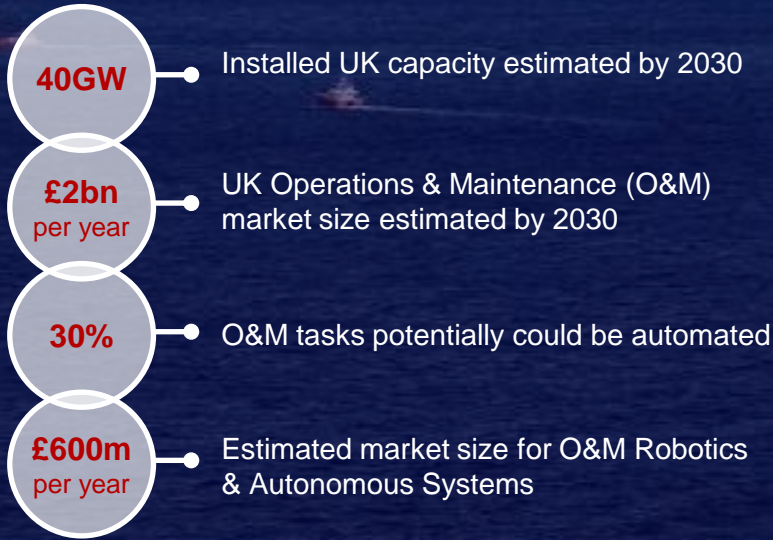 40GW
Installed UK capacity estimated by 2030
£2bn
per year
UK Operations & Maintenance (O&M)
market size estimated by 2030
30%
O&M tasks potentially could be automated
£600m
per year
Estimated market size for O&M Robotics
& Autonomous Systems